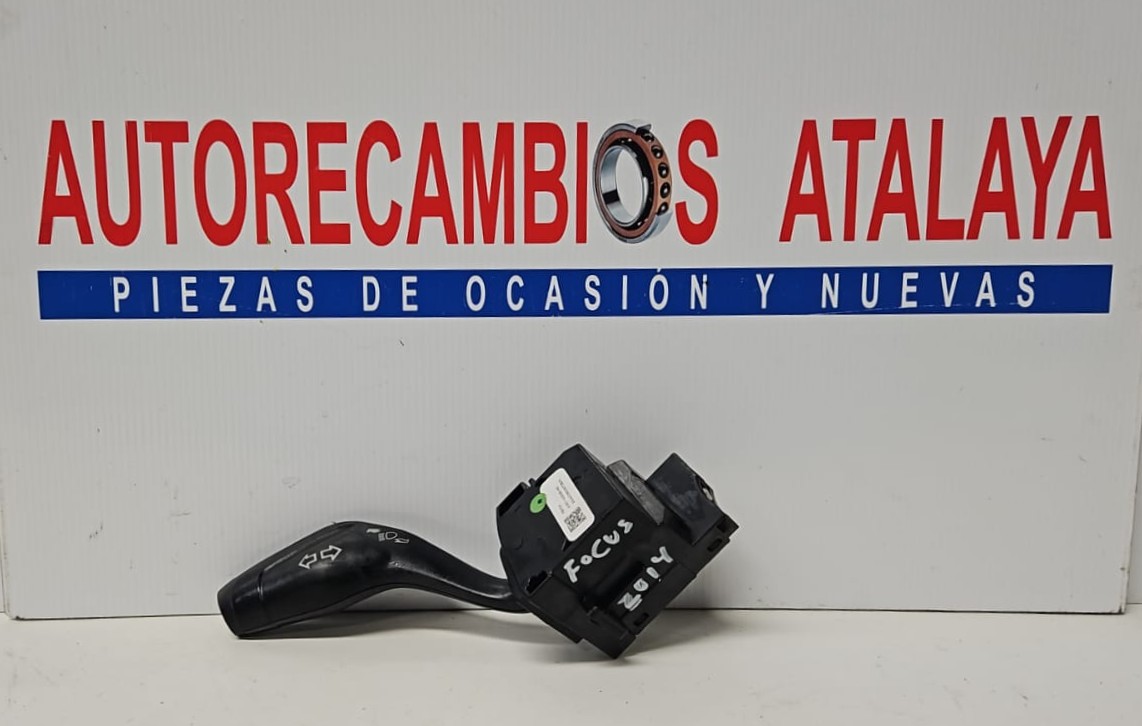 AUTORECAMBIOS ATALAYA
PIEZAS DE OCASIÓN Y NUEVAS
FOCUS
2014